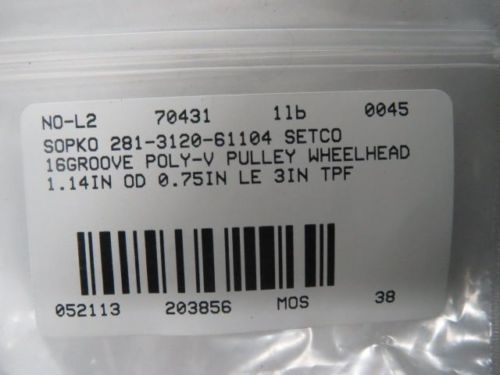 NO-L2 70431 1lb 0045
SOPKO 281-3120-61104 SETCO
16GROOVE POLY-V PULLEY WHEELHEAD
1.14IN OD 0.75IN LE 3IN TPF
052113 203856 MOS 38